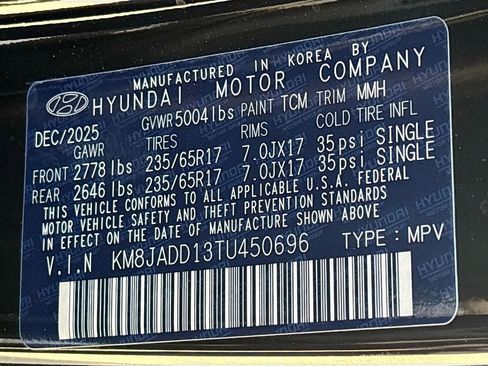 MANUFACTURED IN KOREA BY
HYUNDAI MOTOR COMPANY
DEC/2025 GVWR 5004 lbs PAINT TCM TRIM MMH
GAWR TIRES RIMS COLD TIRE INFL
FRONT 2778 lbs 235/65R17 7.0JX17 35psi SINGLE
REAR 2646 lbs 235/65R17 7.0JX17 35psi SINGLE
THIS VEHICLE CONFORMS TO ALL APPLICABLE U.S.A. FEDERAL
MOTOR VEHICLE SAFETY AND THEFT PREVENTION STANDARDS
IN EFFECT ON THE DATE OF MANUFACTURE SHOWN ABOVE.
V.I.N KM8JADD13TU450696 TYPE: MPV